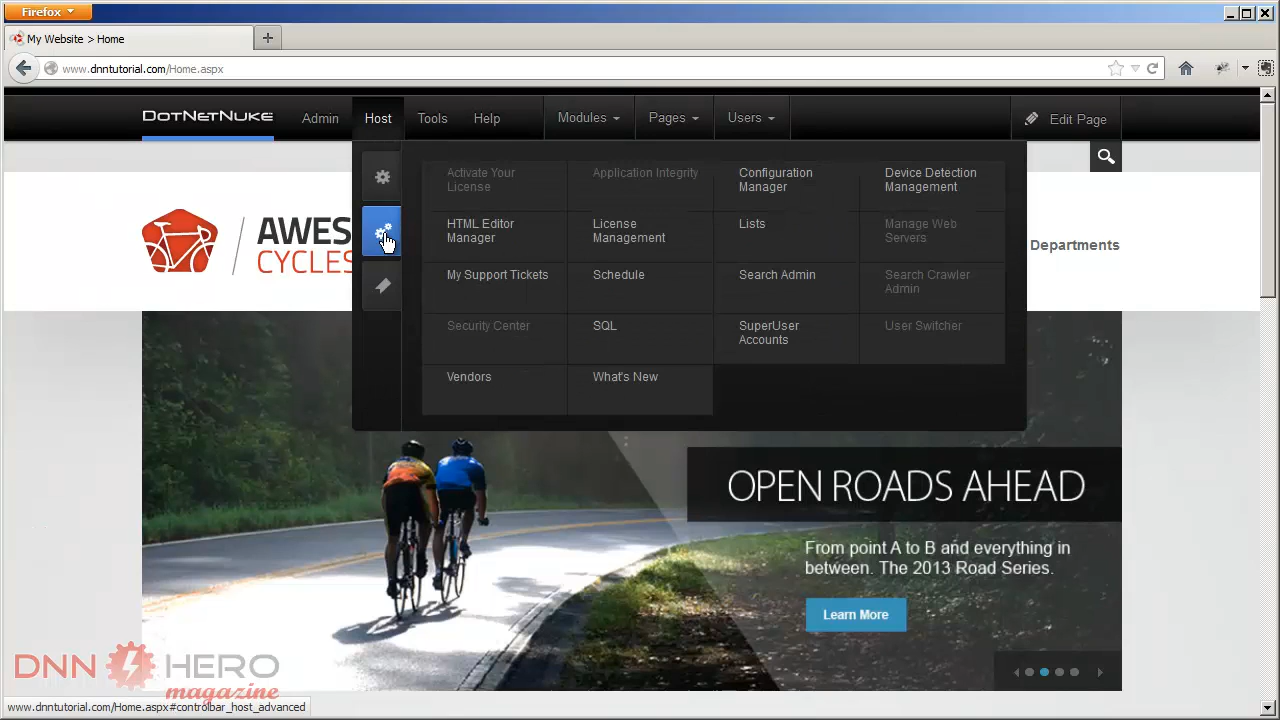 Firefox
My Website > Home
www.dnntutorial.com/Home.aspx
DOTNETNUKE
Admin
Host
Tools
Help
Modules
Pages
Users
Edit Page
Activate Your
License
Application Integrity
Configuration
Manager
Device Detection
Management
HTML Editor
Manager
License
Management
Lists
Manage Web
Servers
My Support Tickets
Schedule
Search Admin
Search Crawler
Admin
Security Center
SQL
SuperUser
Accounts
User Switcher
Vendors
What's New
AWES
CYCLES
Departments
OPEN ROADS AHEAD
From point A to B and everything in
between. The 2013 Road Series.
Learn More
DNN HERO
magazine
www.dnntutorial.com/Home.aspx#controlbar_host_advanced